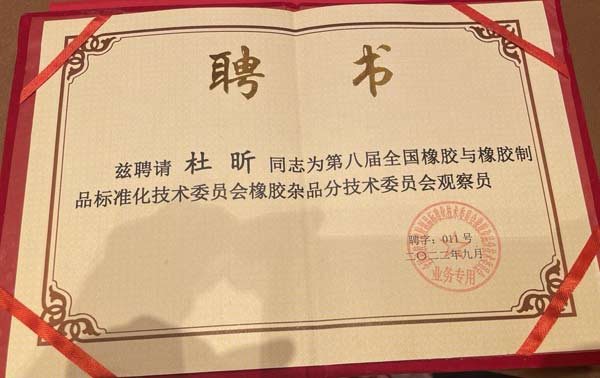 聘书
兹聘请 杜昕 同志为第八届全国橡胶与橡胶制
品标准化技术委员会橡胶杂品分技术委员会观察员
聘字：011号
二〇二二年九月
业务专用